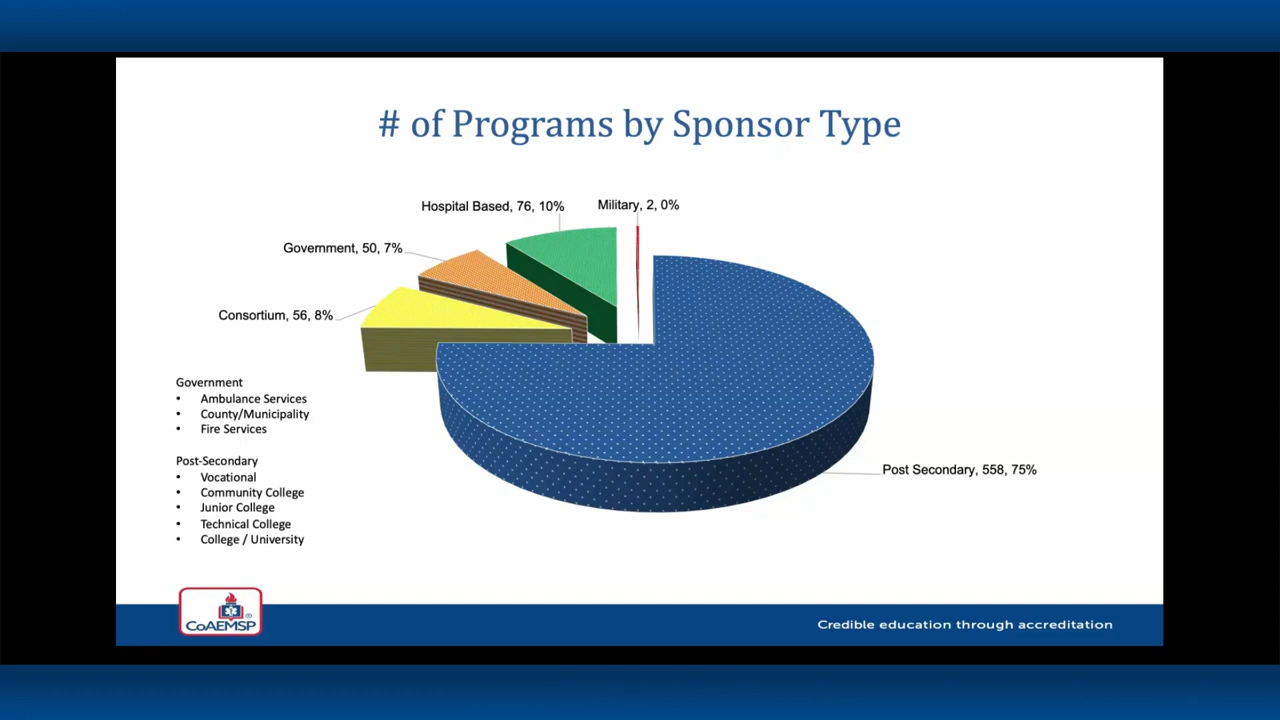 # of Programs by Sponsor Type
Hospital Based, 76, 10%
Military, 2, 0%
Government, 50, 7%
Consortium, 56, 8%
Post Secondary, 558, 75%
Government
• Ambulance Services
• County/Municipality
• Fire Services
Post-Secondary
• Vocational
• Community College
• Junior College
• Technical College
• College / University
CoAEMSP®
Credible education through accreditation